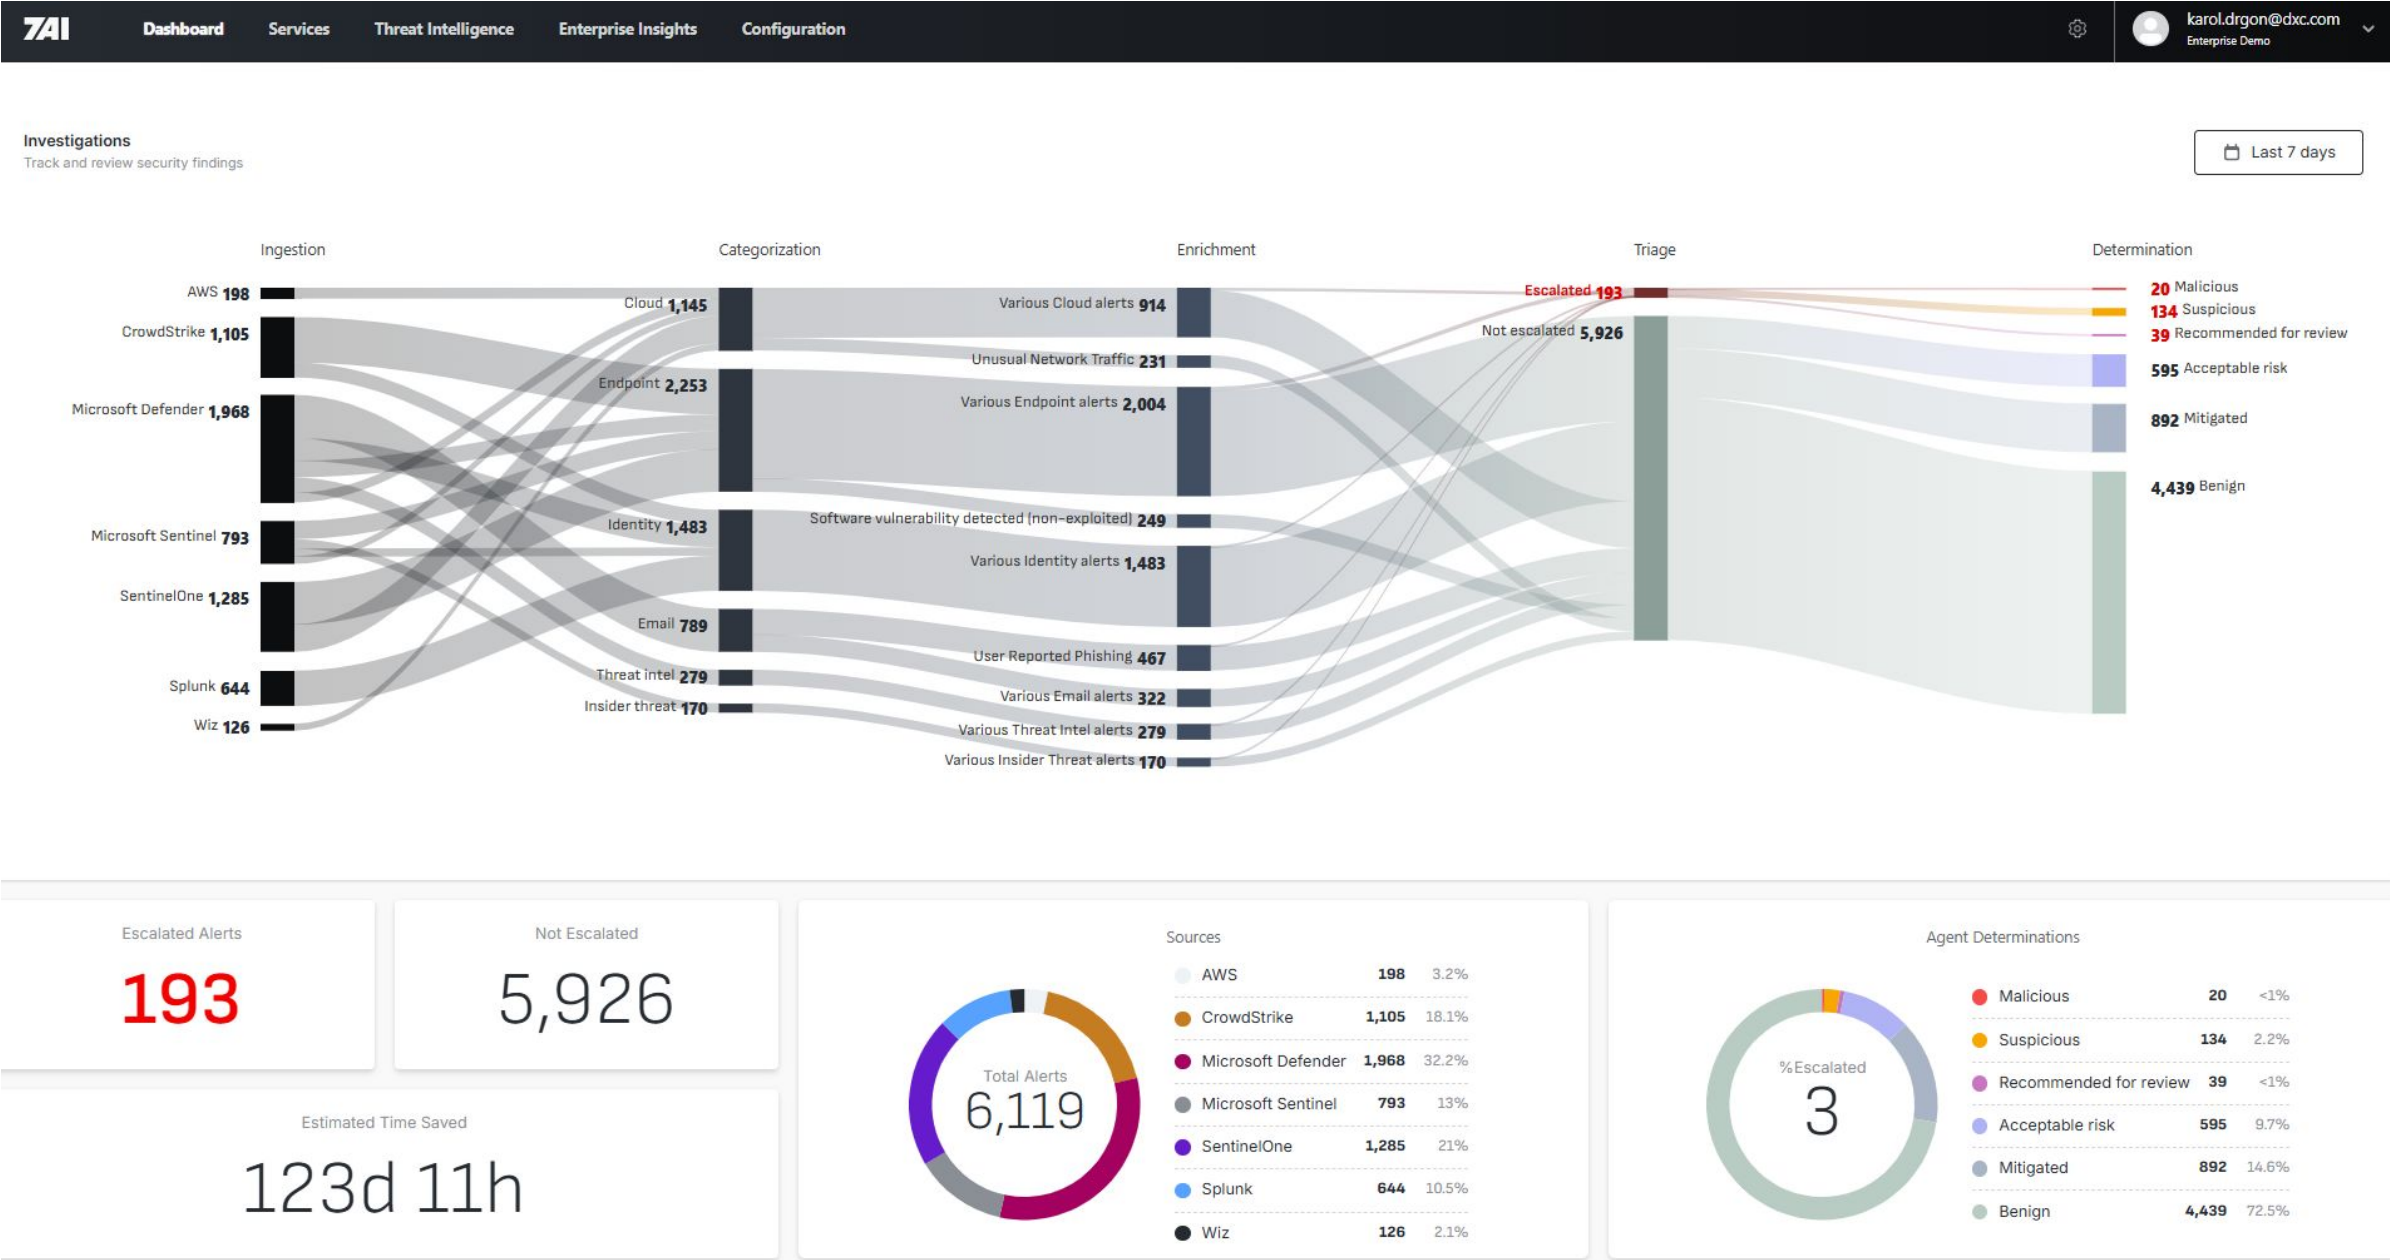 7AI
Dashboard
Services
Threat Intelligence
Enterprise Insights
Configuration
karol.drgon@dxc.com
Enterprise Demo
Investigations
Track and review security findings
Last 7 days
Ingestion
Categorization
Enrichment
Triage
Determination
AWS 198
CrowdStrike 1,105
Microsoft Defender 1,968
Microsoft Sentinel 793
SentinelOne 1,285
Splunk 644
Wiz 126
Cloud 1,145
Endpoint 2,253
Identity 1,483
Email 789
Threat intel 279
Insider threat 170
Various Cloud alerts 914
Unusual Network Traffic 231
Various Endpoint alerts 2,004
Software vulnerability detected (non-exploited) 249
Various Identity alerts 1,483
User Reported Phishing 467
Various Email alerts 322
Various Threat Intel alerts 279
Various Insider Threat alerts 170
Escalated 193
Not escalated 5,926
20 Malicious
134 Suspicious
39 Recommended for review
595 Acceptable risk
892 Mitigated
4,439 Benign
Escalated Alerts
193
Not Escalated
5,926
Estimated Time Saved
123d 11h
Sources
Total Alerts
6,119
AWS 198 3.2%
CrowdStrike 1,105 18.1%
Microsoft Defender 1,968 32.2%
Microsoft Sentinel 793 13%
SentinelOne 1,285 21%
Splunk 644 10.5%
Wiz 126 2.1%
Agent Determinations
%Escalated
3
Malicious 20 <1%
Suspicious 134 2.2%
Recommended for review 39 <1%
Acceptable risk 595 9.7%
Mitigated 892 14.6%
Benign 4,439 72.5%